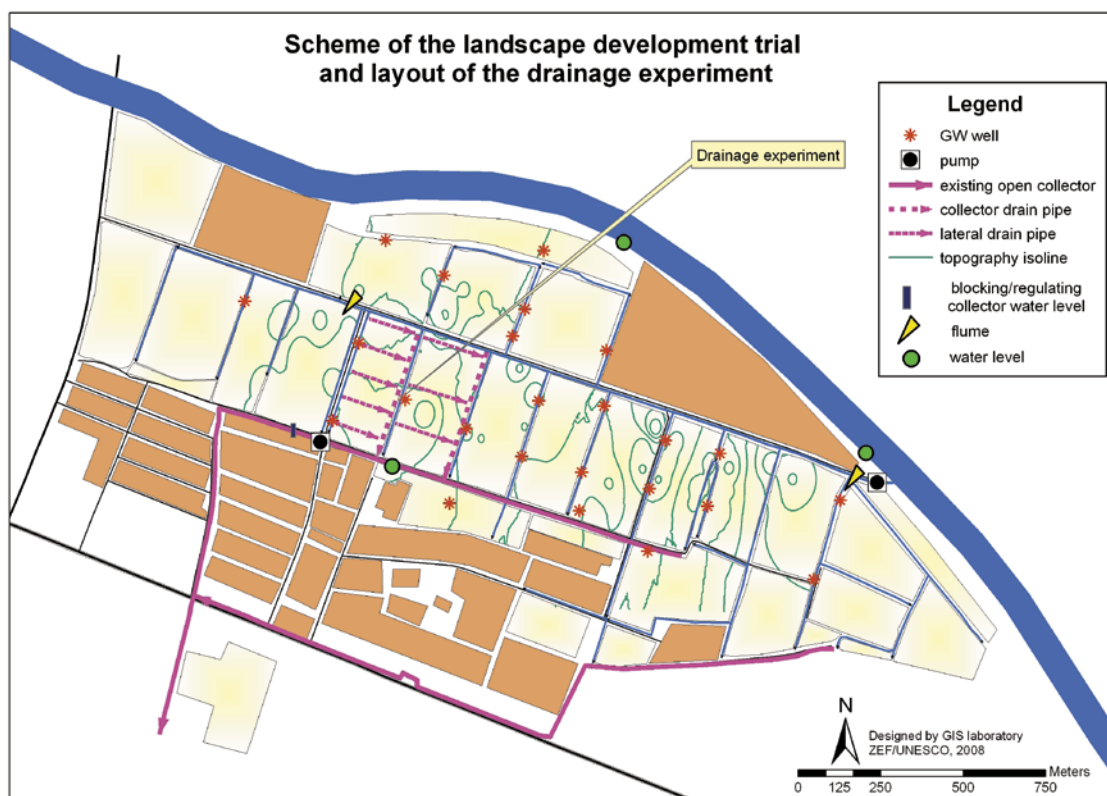 Scheme of the landscape development trial
and layout of the drainage experiment
Drainage experiment
Legend
GW well
pump
existing open collector
collector drain pipe
lateral drain pipe
topography isoline
blocking/regulating
collector water level
flume
water level
N
Designed by GIS laboratory
ZEF/UNESCO, 2008
Meters
0 125 250 500 750